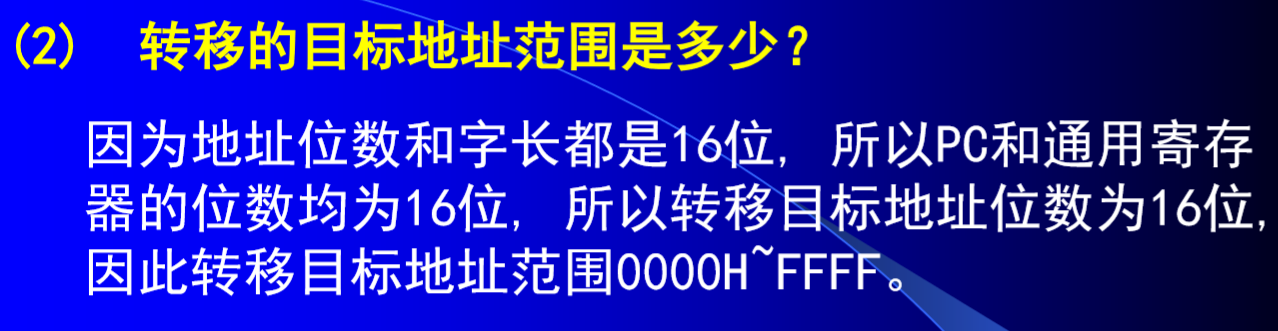 (2) 转移的目标地址范围是多少？
因为地址位数和字长都是16位, 所以PC和通用寄存
器的位数均为16位, 所以转移目标地址位数为16位,
因此转移目标地址范围0000H~FFFF。